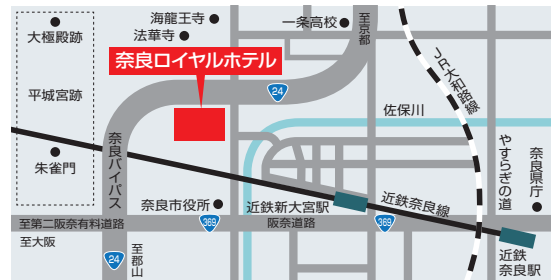 海龍王寺
法華寺
一条高校
至京都
大極殿跡
奈良ロイヤルホテル
JR大和路線
平城宮跡
24
佐保川
奈良バイパス
やすらぎの道
奈良県庁
朱雀門
奈良市役所
近鉄新大宮駅
近鉄奈良線
至第二阪奈有料道路
369
阪奈道路
369
至大阪
24
至郡山
近鉄
奈良駅